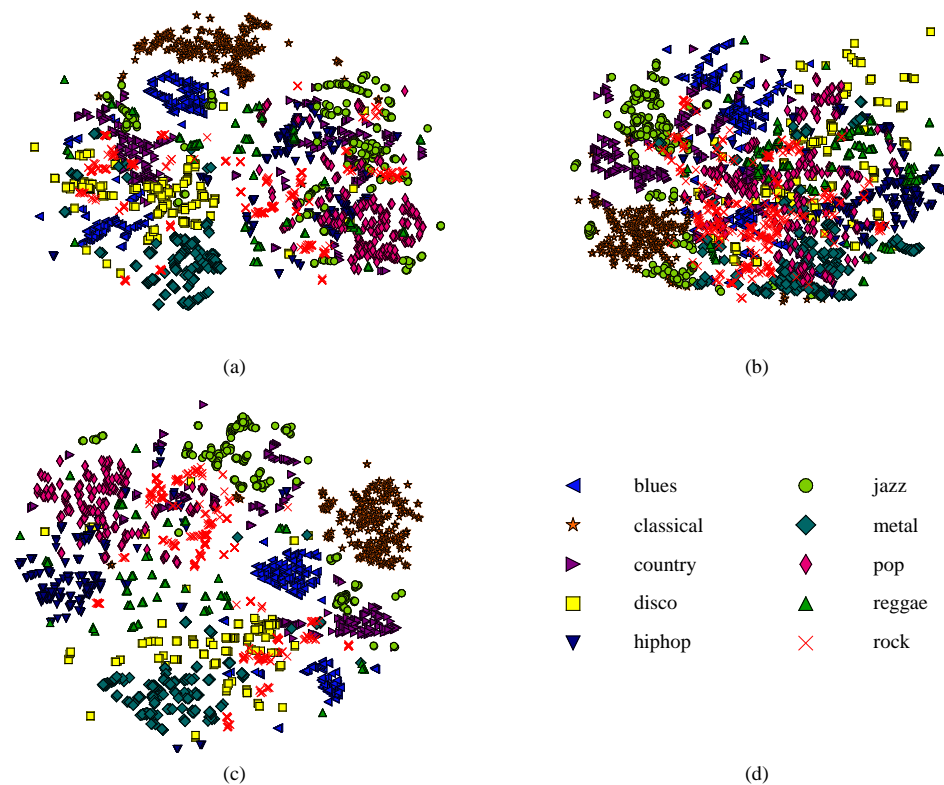 (a)
(b)
blues
jazz
classical
metal
country
pop
disco
reggae
hiphop
rock
(c)
(d)